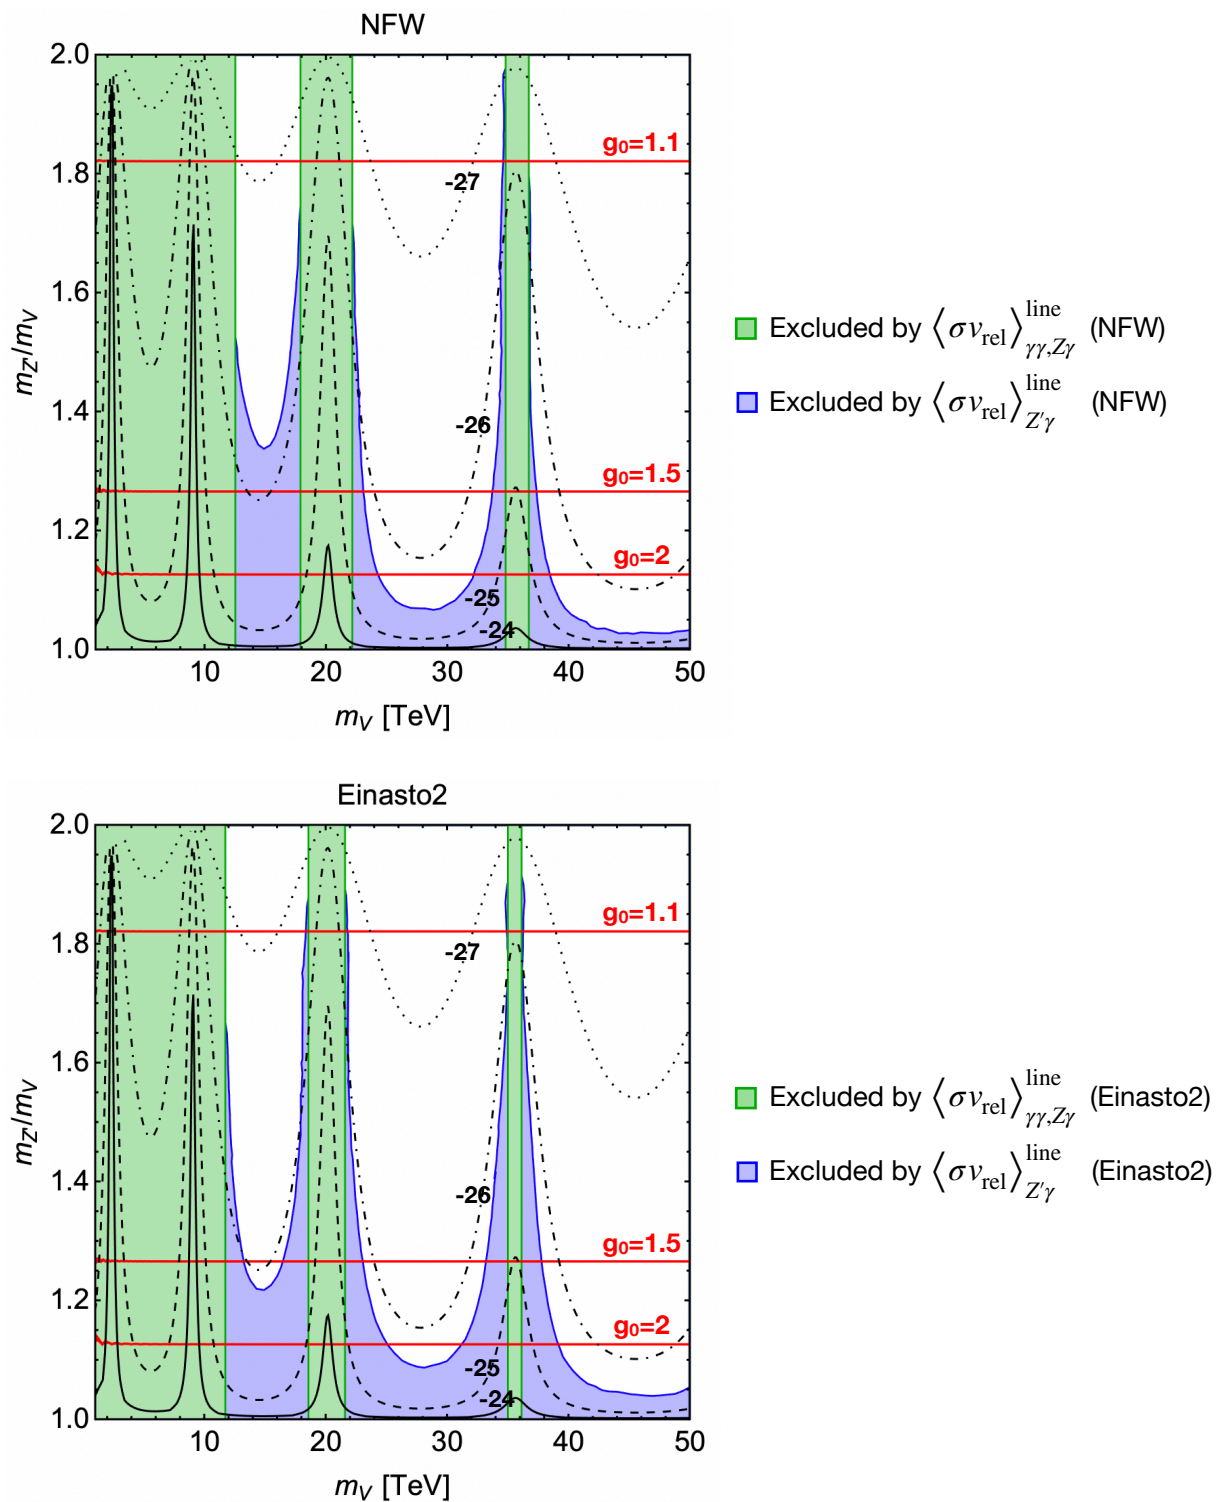 NFW
2.0
1.8
1.6
1.4
1.2
1.0
m_Z'/m_V
g₀=1.1
-27
-26
g₀=1.5
g₀=2
-25
-24
10 20 30 40 50
m_V [TeV]
Excluded by ⟨σv_rel⟩^line_γγ,Zγ (NFW)
Excluded by ⟨σv_rel⟩^line_Z'γ (NFW)
Einasto2
2.0
1.8
1.6
1.4
1.2
1.0
m_Z'/m_V
g₀=1.1
-27
-26
g₀=1.5
g₀=2
-25
-24
10 20 30 40 50
m_V [TeV]
Excluded by ⟨σv_rel⟩^line_γγ,Zγ (Einasto2)
Excluded by ⟨σv_rel⟩^line_Z'γ (Einasto2)